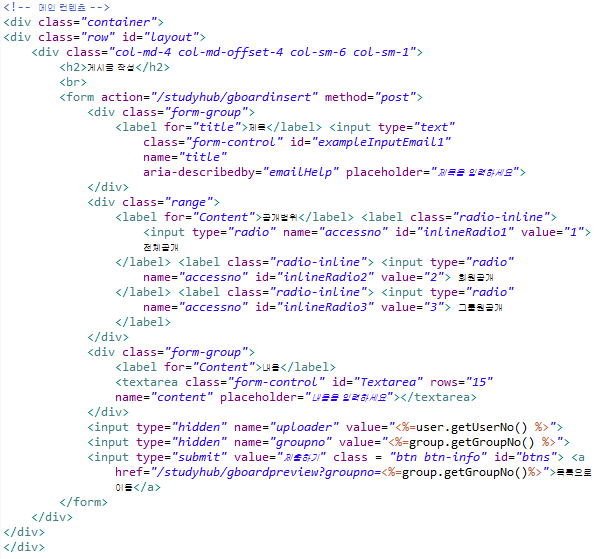 <!-- 메인 컨텐츠 -->
<div class="container">
<div class="row" id="layout">
<div class="col-md-4 col-md-offset-4 col-sm-6 col-sm-1">
<h2>게시글 작성</h2>
<br>
<form action="/studyhub/gboardinsert" method="post">
<div class="form-group">
<label for="title">제목</label> <input type="text"
class="form-control" id="exampleInputEmail1"
name="title"
aria-describedby="emailHelp" placeholder="제목을 입력하세요">
</div>
<div class="range">
<label for="Content">공개범위</label> <label class="radio-inline">
<input type="radio" name="accessno" id="inlineRadio1" value="1">
전체공개
</label> <label class="radio-inline"> <input type="radio"
name="accessno" id="inlineRadio2" value="2"> 회원공개
</label> <label class="radio-inline"> <input type="radio"
name="accessno" id="inlineRadio3" value="3"> 그룹원공개
</label>
</div>
<div class="form-group">
<label for="Content">내용</label>
<textarea class="form-control" id="Textarea" rows="15"
name="content" placeholder="내용을 입력하세요"></textarea>
</div>
<input type="hidden" name="uploader" value="<%=user.getUserNo() %>">
<input type="hidden" name="groupno" value="<%=group.getGroupNo() %>">
<input type="submit" value="제출하기" class = "btn btn-info" id="btns"> <a
href="/studyhub/gboardpreview?groupno=<%=group.getGroupNo()%>">목록으로
이동</a>
</form>
</div>
</div>
</div>